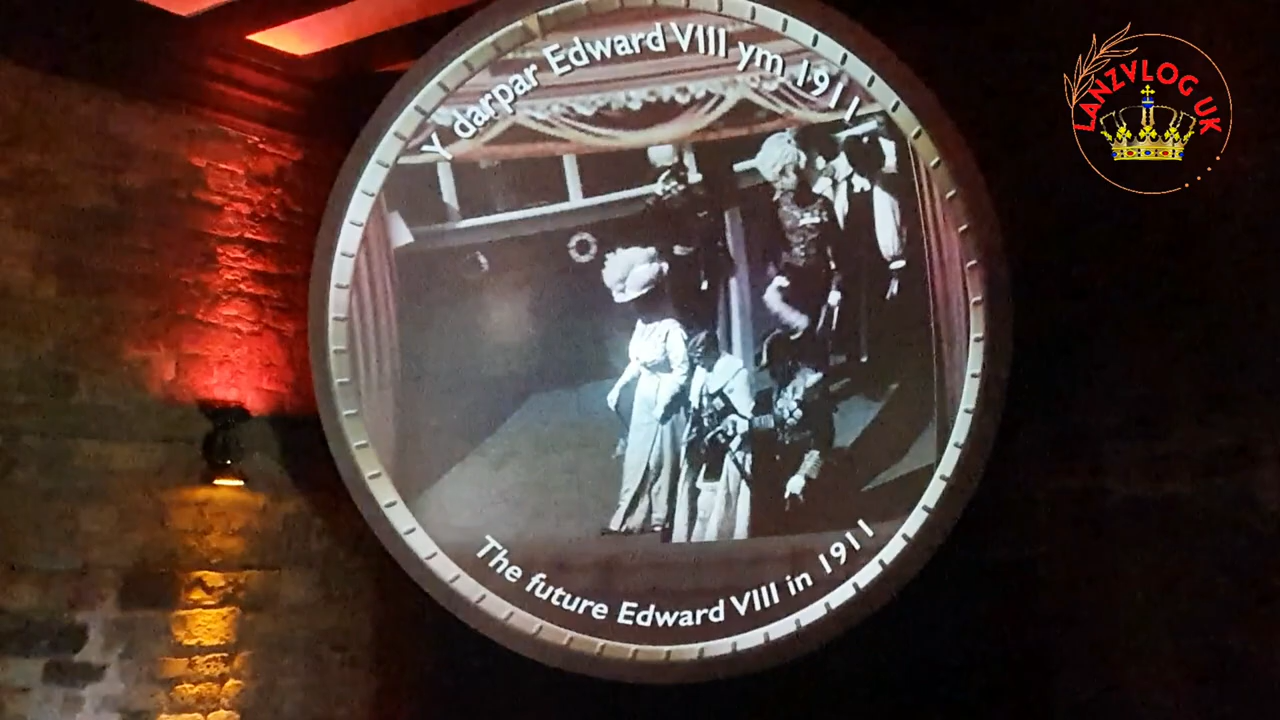 Y darpar Edward VIII ym 1911
The future Edward VIII in 1911
LANZVLOG UK